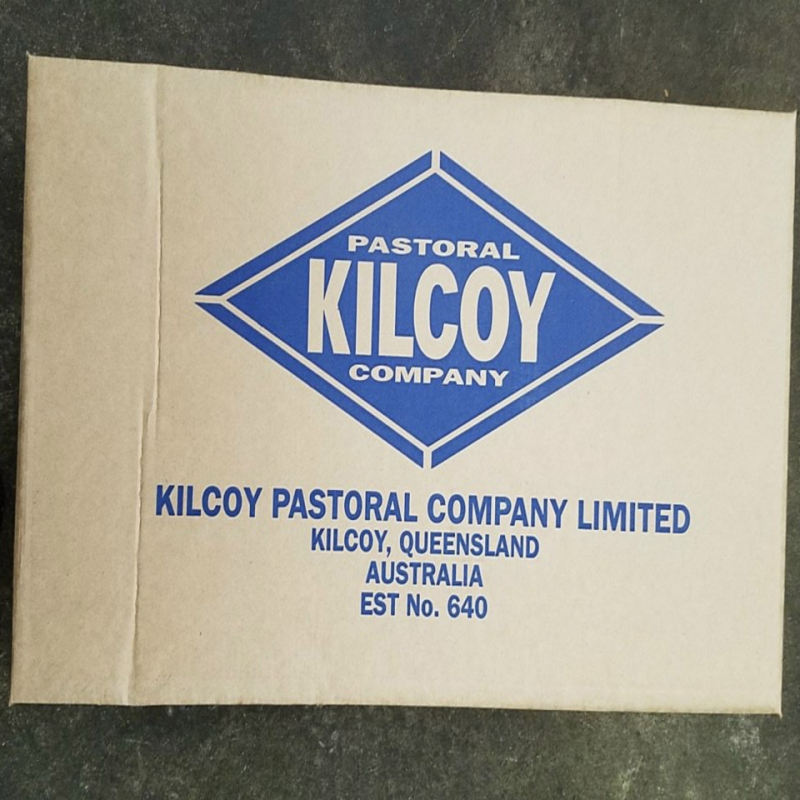 PASTORAL
KILCOY
COMPANY
KILCOY PASTORAL COMPANY LIMITED
KILCOY, QUEENSLAND
AUSTRALIA
EST No. 640